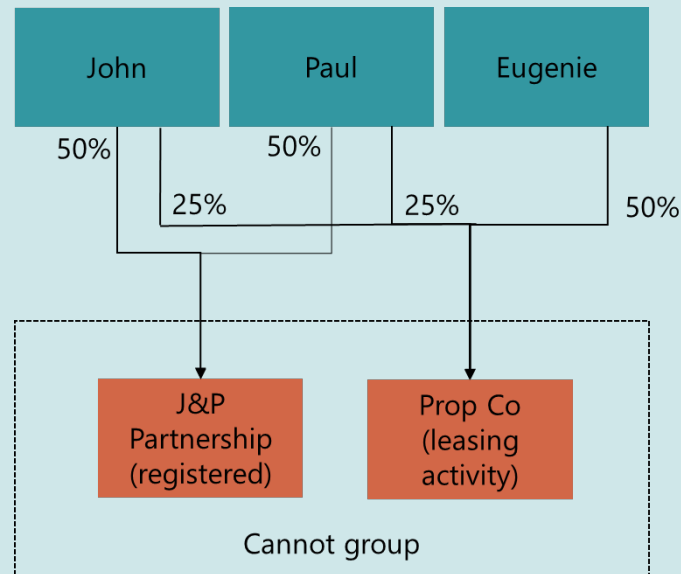 John
Paul
Eugenie
50%
50%
25%
25%
50%
J&P
Partnership
(registered)
Prop Co
(leasing
activity)
Cannot group